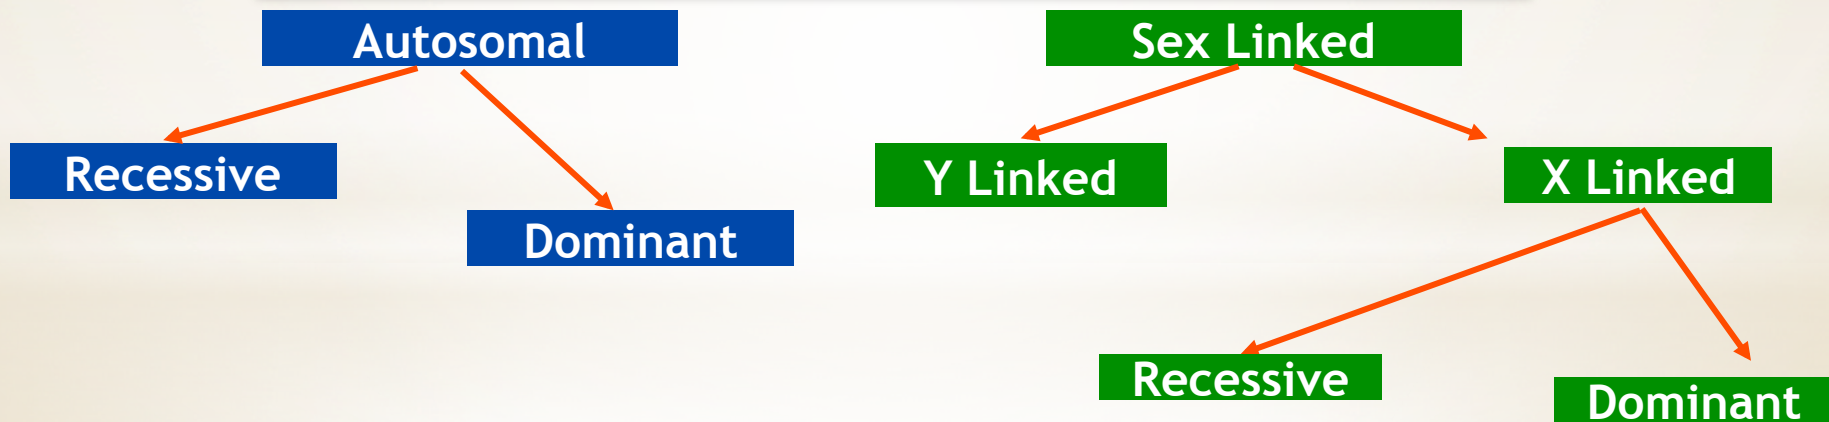 Autosomal
Sex Linked
Recessive
Y Linked
X Linked
Dominant
Recessive
Dominant